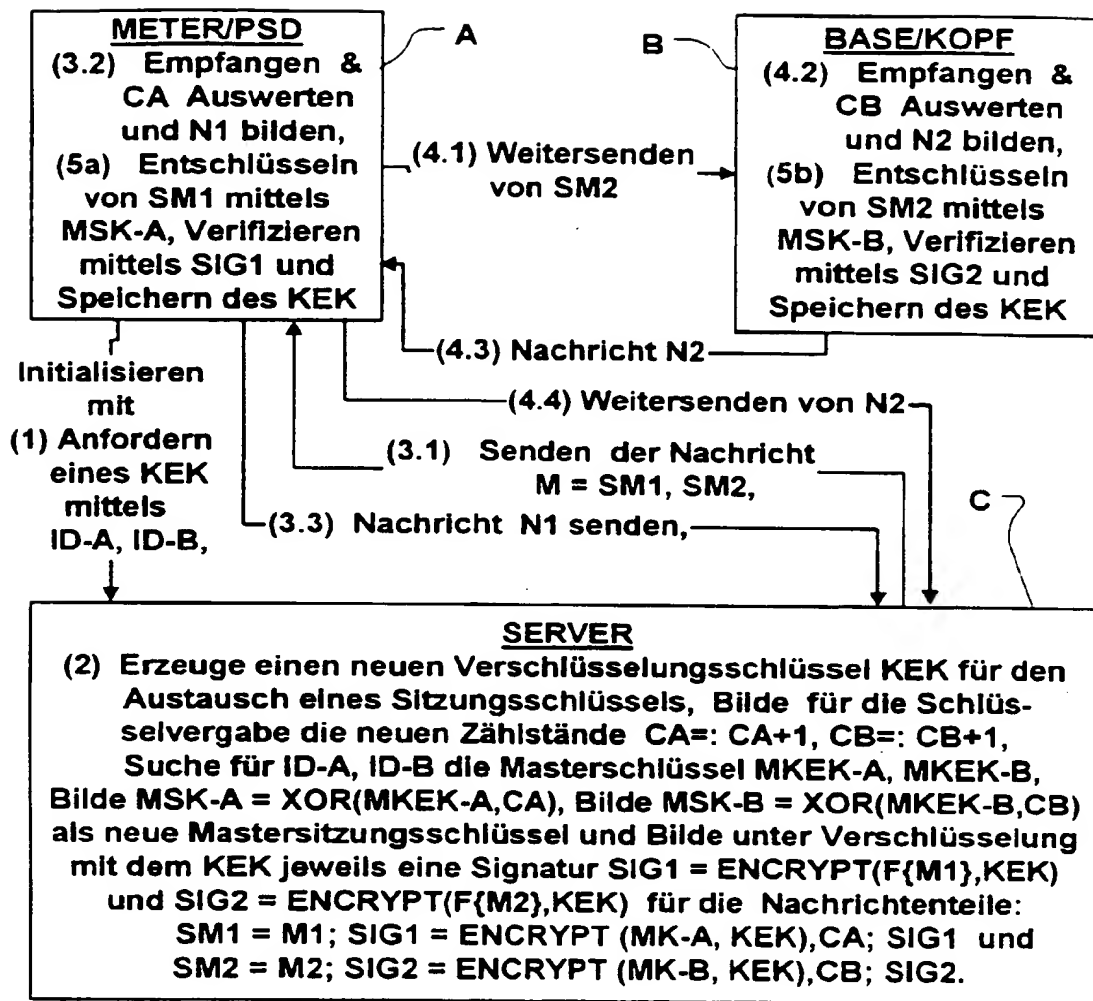 METER/PSD
(3.2) Empfangen &
CA Auswerten
und N1 bilden,
(5a) Entschlüsseln
von SM1 mittels
MSK-A, Verifizieren
mittels SIG1 und
Speichern des KEK
A
B
BASE/KOPF
(4.2) Empfangen &
CB Auswerten
und N2 bilden,
(5b) Entschlüsseln
von SM2 mittels
MSK-B, Verifizieren
mittels SIG2 und
Speichern des KEK
(4.1) Weitersenden
von SM2
(4.3) Nachricht N2
(4.4) Weitersenden von N2
Initialisieren
mit
(1) Anfordern
eines KEK
mittels
ID-A, ID-B,
(3.1) Senden der Nachricht
M = SM1, SM2,
(3.3) Nachricht N1 senden,
C
SERVER
(2) Erzeuge einen neuen Verschlüsselungsschlüssel KEK für den
Austausch eines Sitzungsschlüssels, Bilde für die Schlüs-
selvergabe die neuen Zählstände CA=: CA+1, CB=: CB+1,
Suche für ID-A, ID-B die Masterschlüssel MKEK-A, MKEK-B,
Bilde MSK-A = XOR(MKEK-A,CA), Bilde MSK-B = XOR(MKEK-B,CB)
als neue Mastersitzungsschlüssel und Bilde unter Verschlüsselung
mit dem KEK jeweils eine Signatur SIG1 = ENCRYPT(F{M1},KEK)
und SIG2 = ENCRYPT(F{M2},KEK) für die Nachrichtenteile:
SM1 = M1; SIG1 = ENCRYPT (MK-A, KEK),CA; SIG1 und
SM2 = M2; SIG2 = ENCRYPT (MK-B, KEK),CB; SIG2.